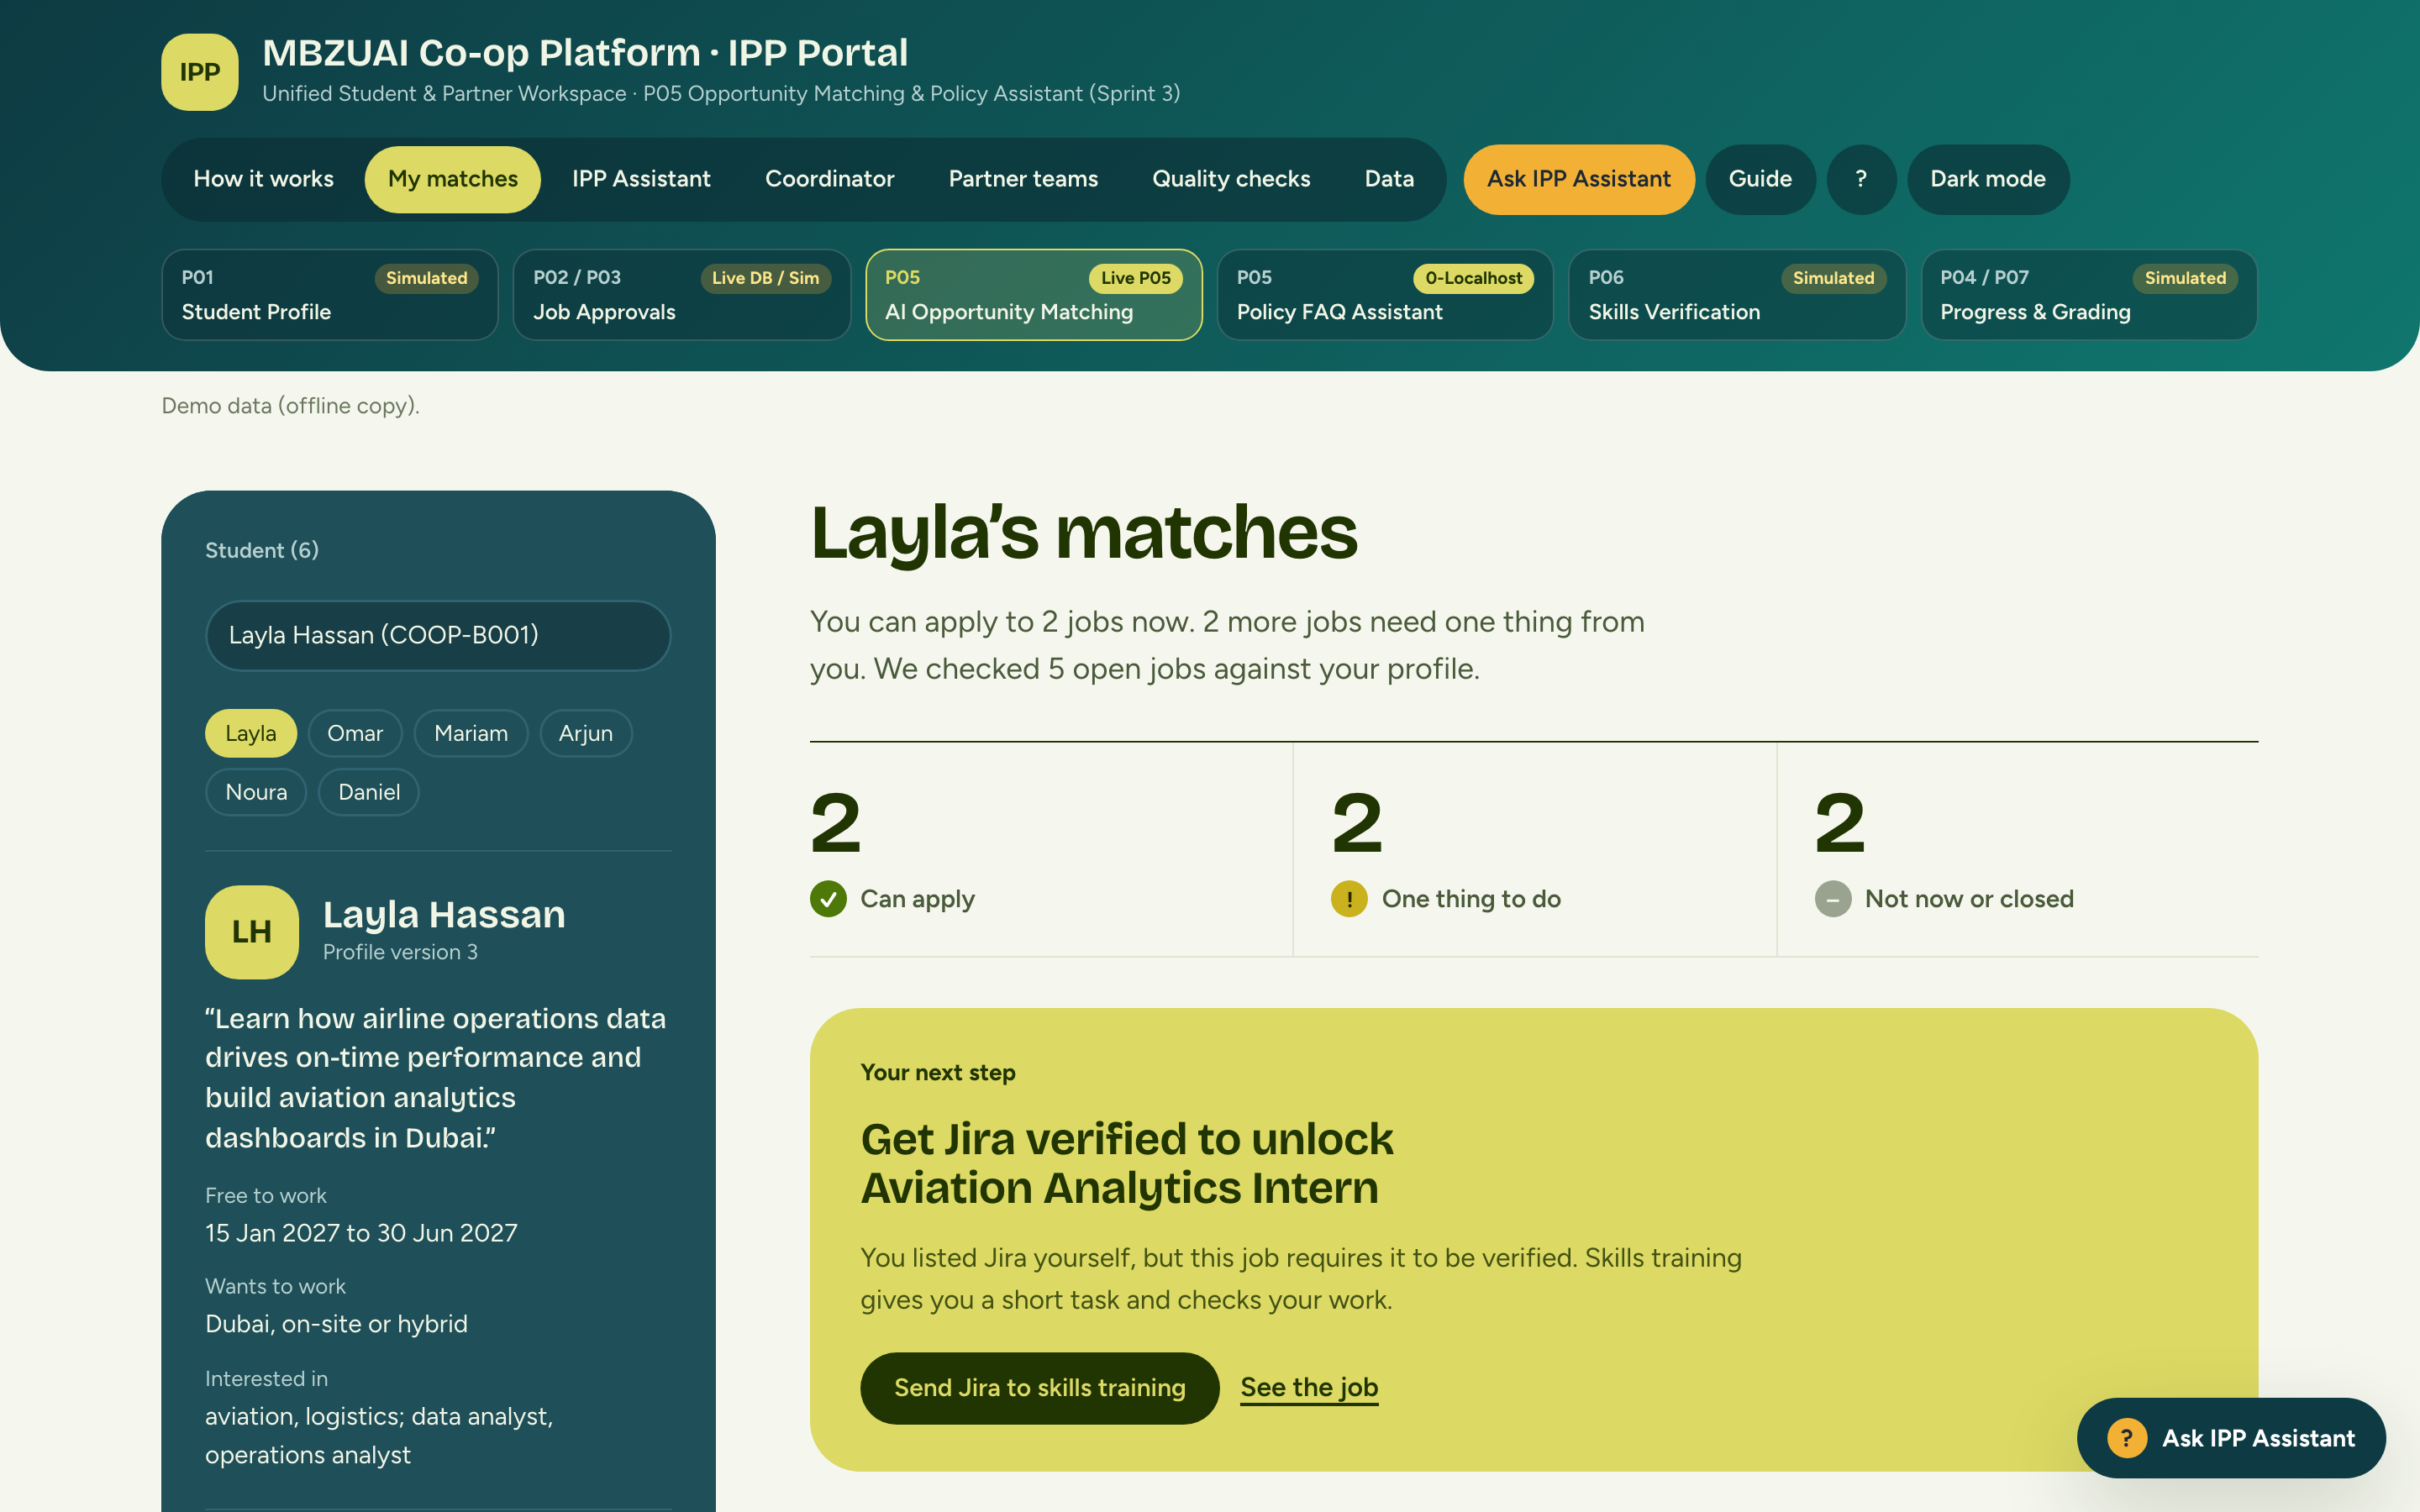 IPP
MBZUAI Co-op Platform · IPP Portal
Unified Student & Partner Workspace · P05 Opportunity Matching & Policy Assistant (Sprint 3)
How it works
My matches
IPP Assistant
Coordinator
Partner teams
Quality checks
Data
Ask IPP Assistant
Guide
?
Dark mode
P01
Simulated
Student Profile
P02 / P03
Live DB / Sim
Job Approvals
P05
Live P05
AI Opportunity Matching
P05
0-Localhost
Policy FAQ Assistant
P06
Simulated
Skills Verification
P04 / P07
Simulated
Progress & Grading
Demo data (offline copy).
Student (6)
Layla Hassan (COOP-B001)
Layla
Omar
Mariam
Arjun
Noura
Daniel
LH
Layla Hassan
Profile version 3
“Learn how airline operations data
drives on-time performance and
build aviation analytics
dashboards in Dubai.”
Free to work
15 Jan 2027 to 30 Jun 2027
Wants to work
Dubai, on-site or hybrid
Interested in
aviation, logistics; data analyst,
operations analyst
Layla’s matches
You can apply to 2 jobs now. 2 more jobs need one thing from
you. We checked 5 open jobs against your profile.
2
Can apply
2
! One thing to do
2
– Not now or closed
Your next step
Get Jira verified to unlock
Aviation Analytics Intern
You listed Jira yourself, but this job requires it to be verified. Skills training
gives you a short task and checks your work.
Send Jira to skills training
See the job
? Ask IPP Assistant